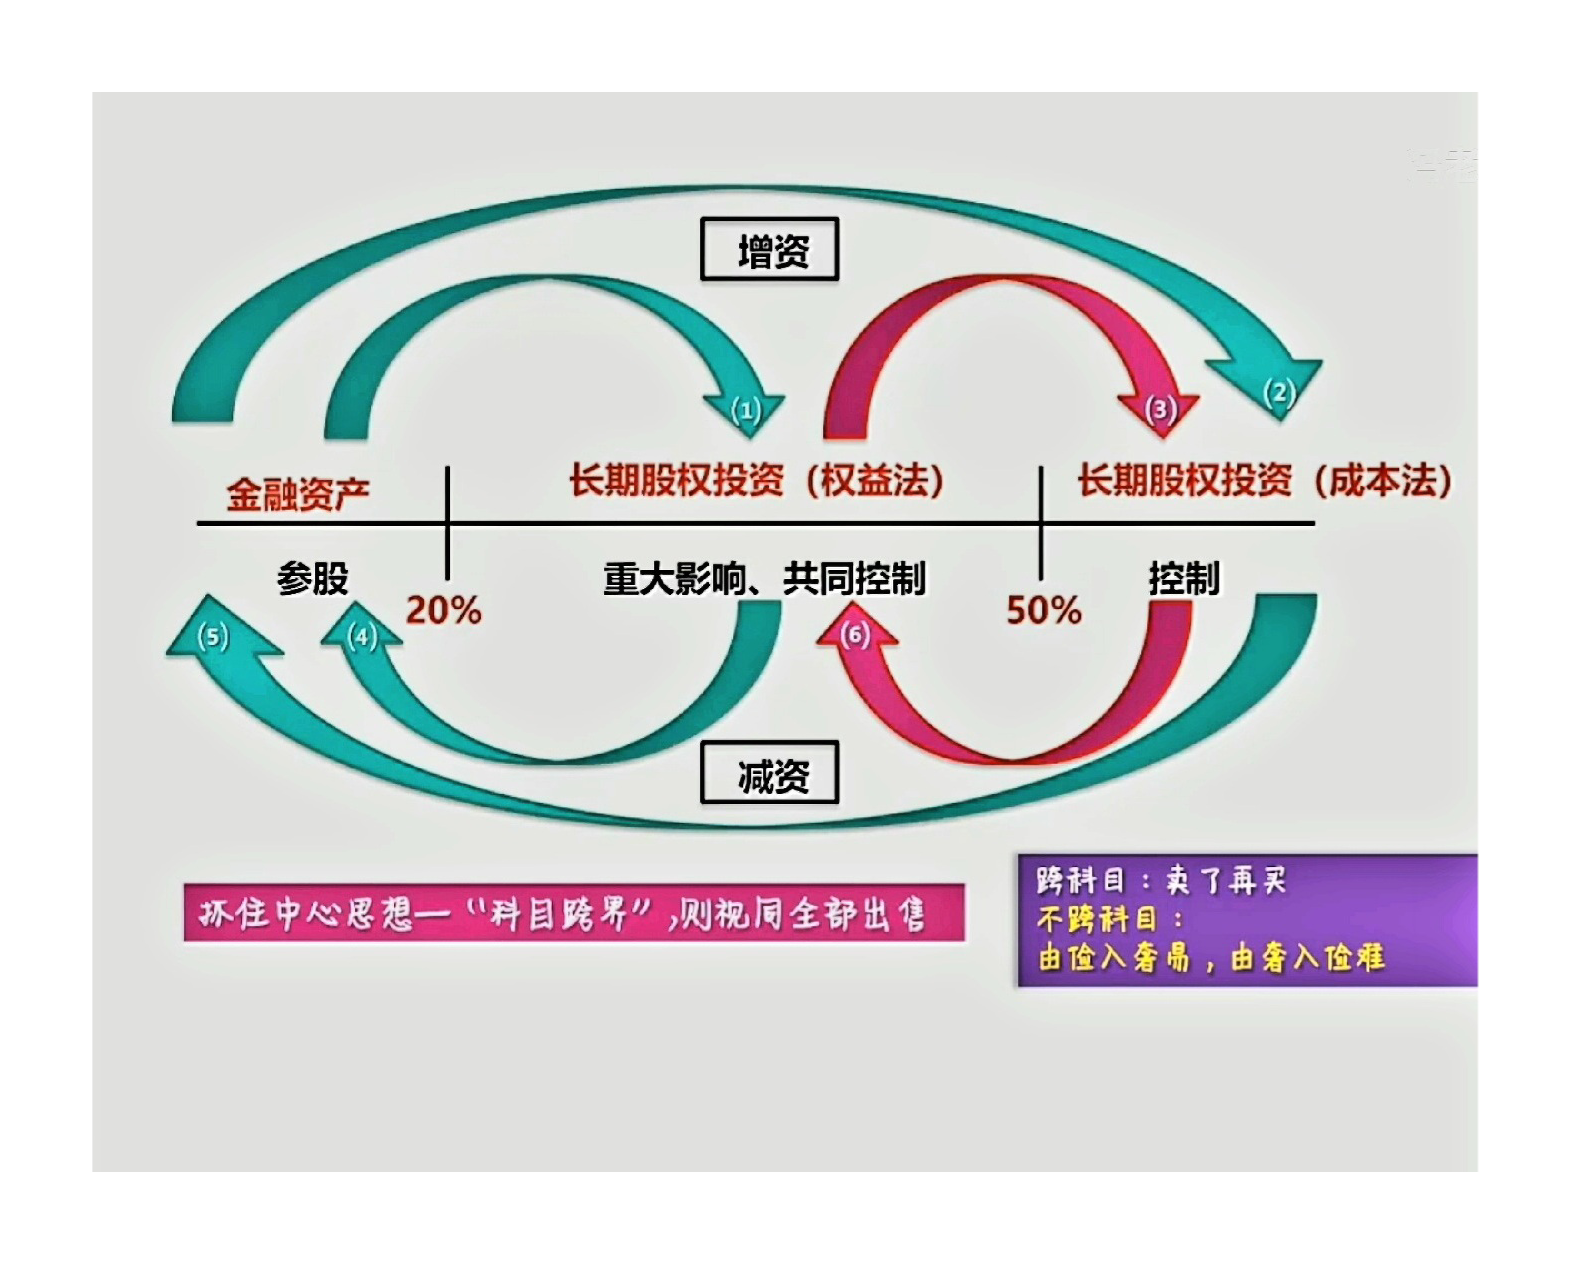 增资
(1)
(3)
(2)
金融资产
长期股权投资（权益法）
长期股权投资（成本法）
参股
20%
重大影响、共同控制
50%
控制
(5)
(4)
(6)
减资
抓住中心思想—“科目跨界”,则视同全部出售
跨科目：卖了再买
不跨科目：
由俭入奢易，由奢入俭难